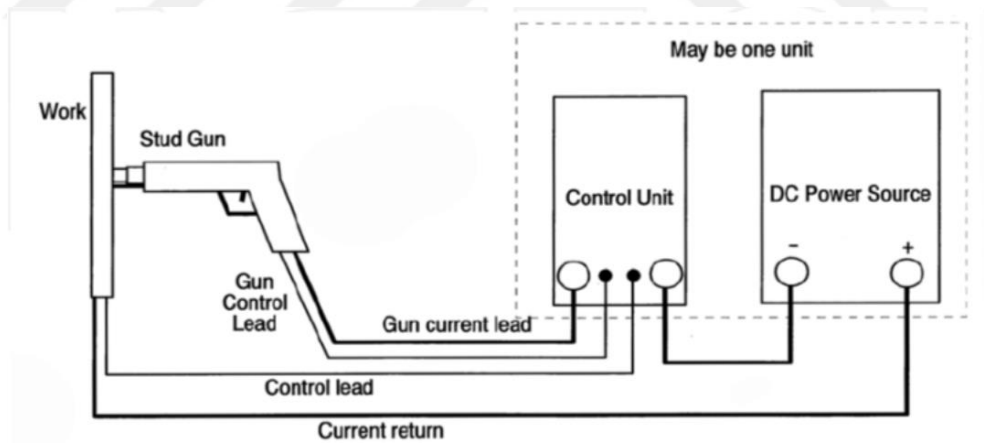 May be one unit
Work
Stud Gun
Control Unit
DC Power Source
- +
Gun
Control
Lead
Gun current lead
Control lead
Current return